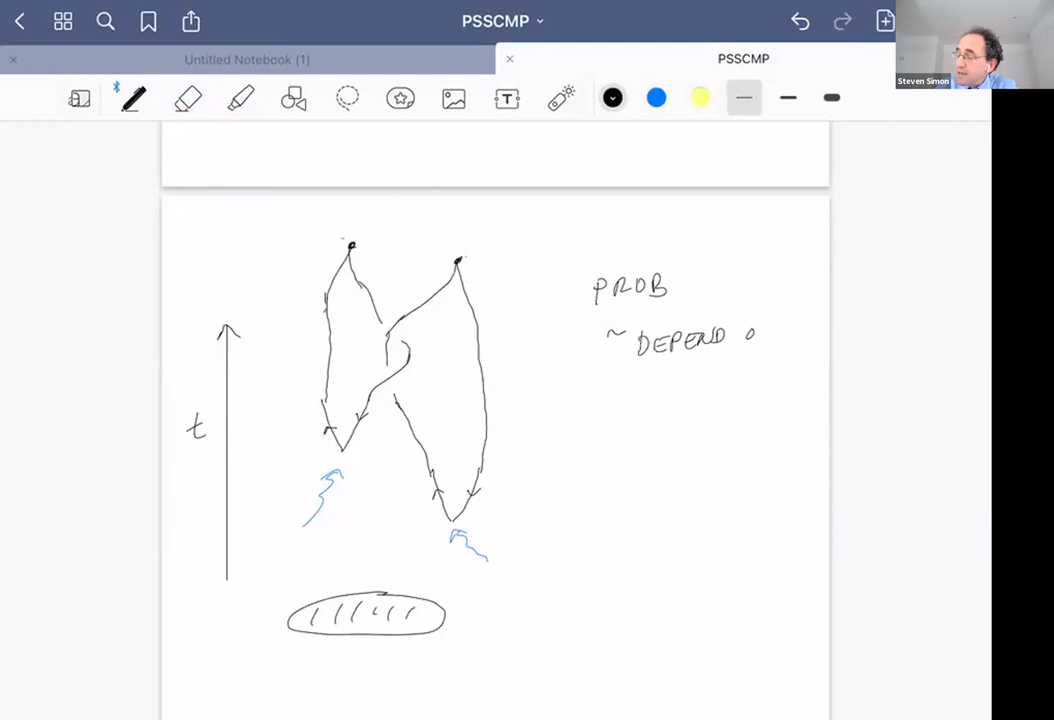 PSSCMP
Untitled Notebook (1)
PSSCMP
T
Steven Simon
PROB
~ DEPEND O
t